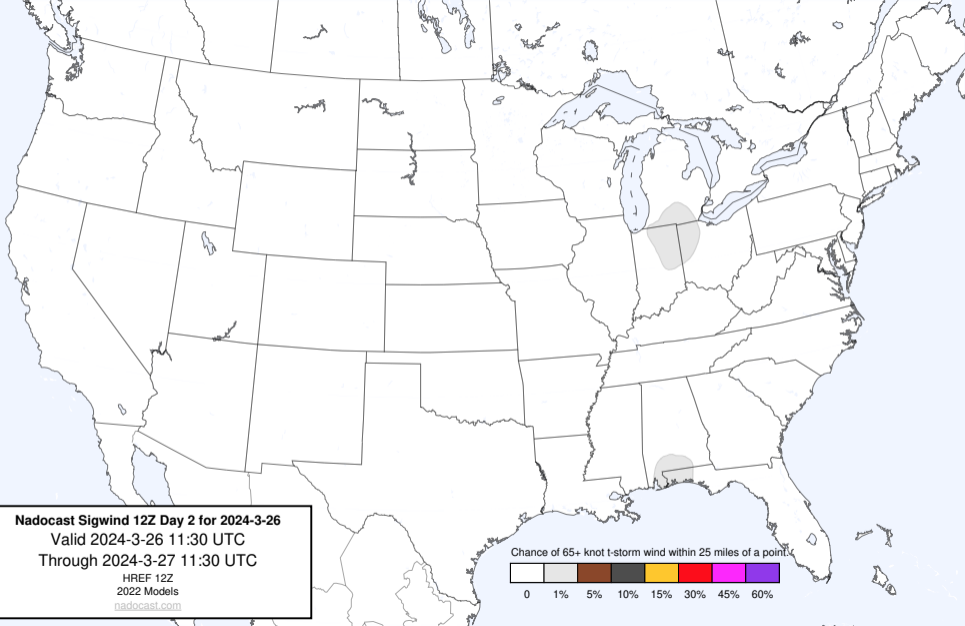 Nadocast Sigwind 12Z Day 2 for 2024-3-26
Valid 2024-3-26 11:30 UTC
Through 2024-3-27 11:30 UTC
HREF 12Z
2022 Models
nadocast.com
Chance of 65+ knot t-storm wind within 25 miles of a point.
0 1% 5% 10% 15% 30% 45% 60%